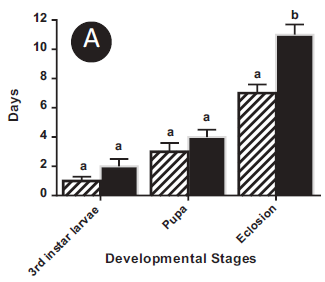 A
Days
12
10
8
6
4
2
0
a
a
a
a
a
b
3rd instar larvae
Pupa
Eclosion
Developmental Stages